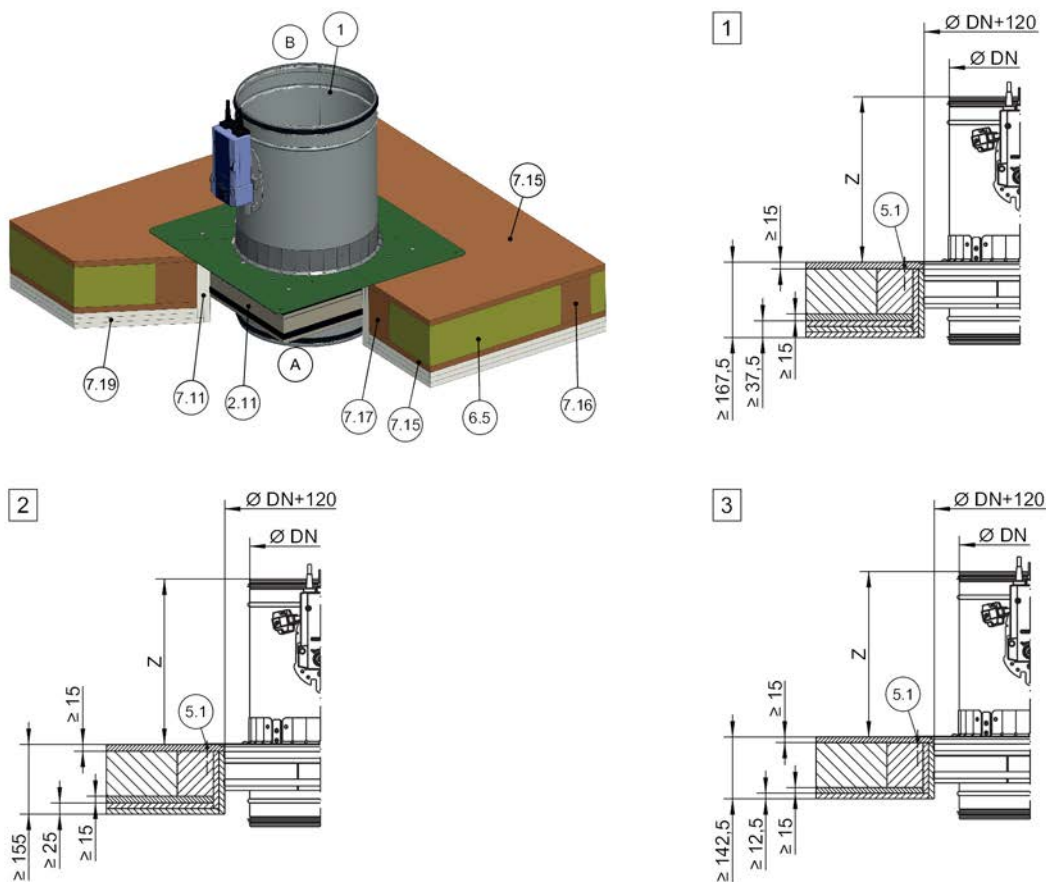 B
1
7.15
7.19
7.11
2.11
A
7.17
7.15
6.5
7.16
1
Ø DN+120
Ø DN
Z
≥ 15
5.1
≥ 167,5
≥ 37,5
≥ 15
2
Ø DN+120
Ø DN
Z
≥ 15
5.1
≥ 155
≥ 25
≥ 15
3
Ø DN+120
Ø DN
Z
≥ 15
5.1
≥ 142,5
≥ 12,5
≥ 15